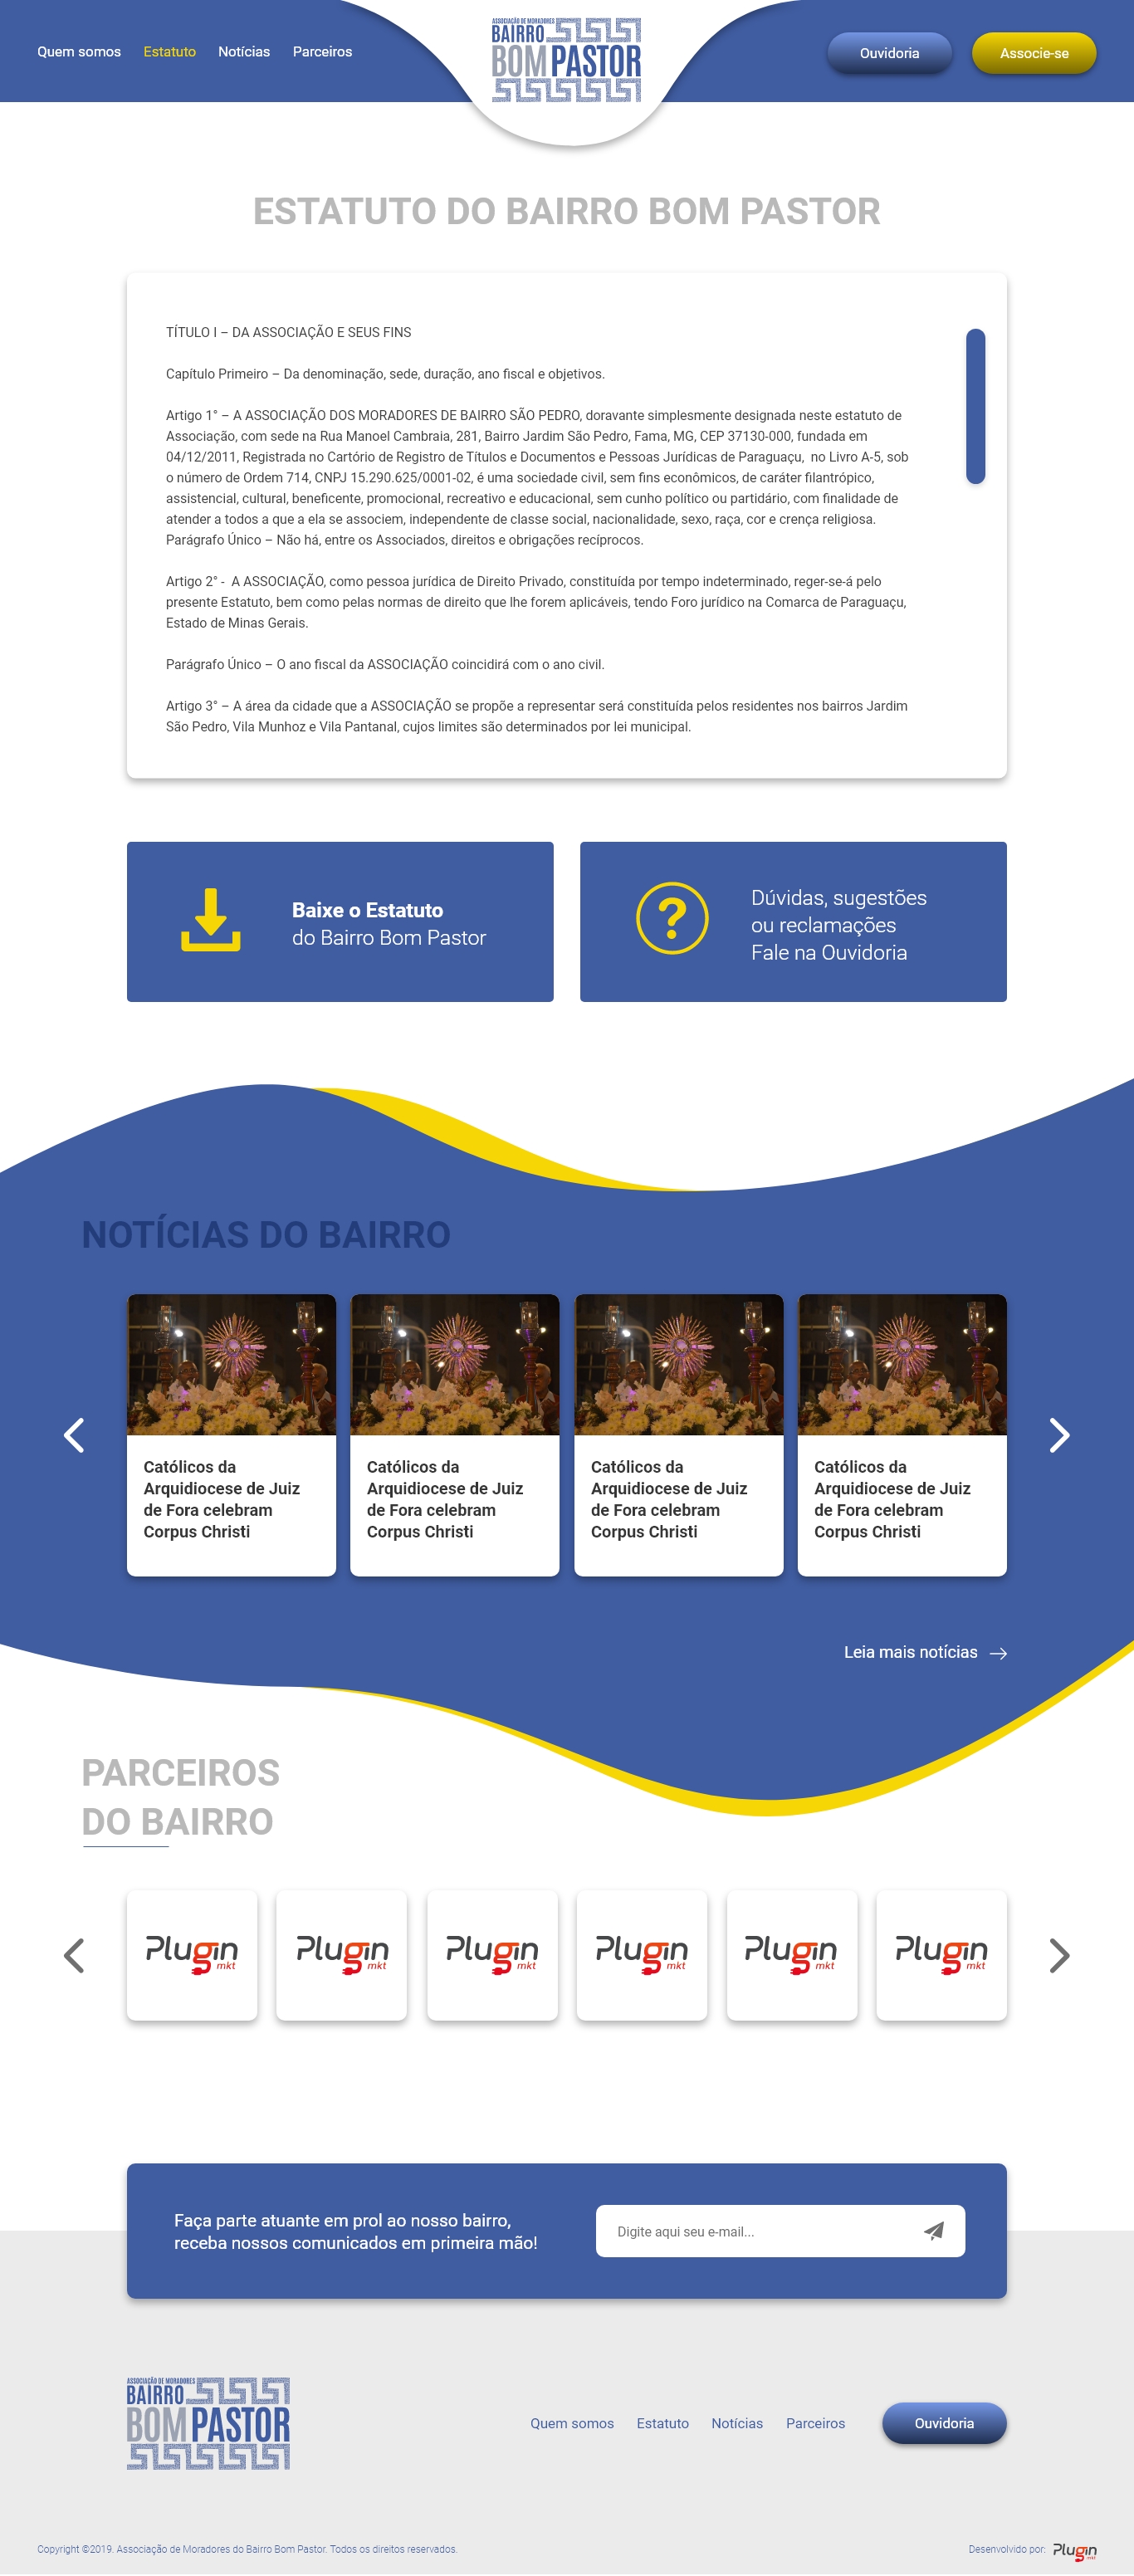 Quem somos Estatuto Notícias Parceiros
ASSOCIAÇÃO DE MORADORES
BAIRRO
BOM PASTOR
Ouvidoria Associe-se
ESTATUTO DO BAIRRO BOM PASTOR
TÍTULO I – DA ASSOCIAÇÃO E SEUS FINS
Capítulo Primeiro – Da denominação, sede, duração, ano fiscal e objetivos.
Artigo 1° – A ASSOCIAÇÃO DOS MORADORES DE BAIRRO SÃO PEDRO, doravante simplesmente designada neste estatuto de
Associação, com sede na Rua Manoel Cambraia, 281, Bairro Jardim São Pedro, Fama, MG, CEP 37130-000, fundada em
04/12/2011, Registrada no Cartório de Registro de Títulos e Documentos e Pessoas Jurídicas de Paraguaçu,  no Livro A-5, sob
o número de Ordem 714, CNPJ 15.290.625/0001-02, é uma sociedade civil, sem fins econômicos, de caráter filantrópico,
assistencial, cultural, beneficente, promocional, recreativo e educacional, sem cunho político ou partidário, com finalidade de
atender a todos a que a ela se associem, independente de classe social, nacionalidade, sexo, raça, cor e crença religiosa.
Parágrafo Único – Não há, entre os Associados, direitos e obrigações recíprocos.
Artigo 2° -  A ASSOCIAÇÃO, como pessoa jurídica de Direito Privado, constituída por tempo indeterminado, reger-se-á pelo
presente Estatuto, bem como pelas normas de direito que lhe forem aplicáveis, tendo Foro jurídico na Comarca de Paraguaçu,
Estado de Minas Gerais.
Parágrafo Único – O ano fiscal da ASSOCIAÇÃO coincidirá com o ano civil.
Artigo 3° – A área da cidade que a ASSOCIAÇÃO se propõe a representar será constituída pelos residentes nos bairros Jardim
São Pedro, Vila Munhoz e Vila Pantanal, cujos limites são determinados por lei municipal.
Baixe o Estatuto
do Bairro Bom Pastor
Dúvidas, sugestões
ou reclamações
Fale na Ouvidoria
NOTÍCIAS DO BAIRRO
Católicos da
Arquidiocese de Juiz
de Fora celebram
Corpus Christi
Católicos da
Arquidiocese de Juiz
de Fora celebram
Corpus Christi
Católicos da
Arquidiocese de Juiz
de Fora celebram
Corpus Christi
Católicos da
Arquidiocese de Juiz
de Fora celebram
Corpus Christi
Leia mais notícias
PARCEIROS
DO BAIRRO
Plugin mkt
Plugin mkt
Plugin mkt
Plugin mkt
Plugin mkt
Plugin mkt
Faça parte atuante em prol ao nosso bairro,
receba nossos comunicados em primeira mão!
Digite aqui seu e-mail...
ASSOCIAÇÃO DE MORADORES
BAIRRO
BOM PASTOR
Quem somos Estatuto Notícias Parceiros Ouvidoria
Copyright ©2019. Associação de Moradores do Bairro Bom Pastor. Todos os direitos reservados.
Desenvolvido por: Plugin mkt